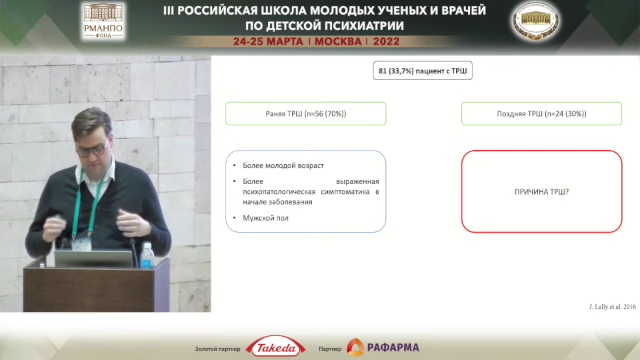 III РОССИЙСКАЯ ШКОЛА МОЛОДЫХ УЧЕНЫХ И ВРАЧЕЙ
ПО ДЕТСКОЙ ПСИХИАТРИИ
24-25 МАРТА | МОСКВА | 2022
РМАНПО
ФОНД
81 (33,7%) пациент с ТРШ
Раняя ТРШ (n=56 (70%))
Поздняя ТРШ (n=24 (30%))
• Более молодой возраст
• Более выраженная
психопатологическая симптоматика в
начале заболевания
• Мужской пол
ПРИЧИНА ТРШ?
J. Lally et al. 2016
Золотой партнер
Takeda
Партнер
РАФАРМА